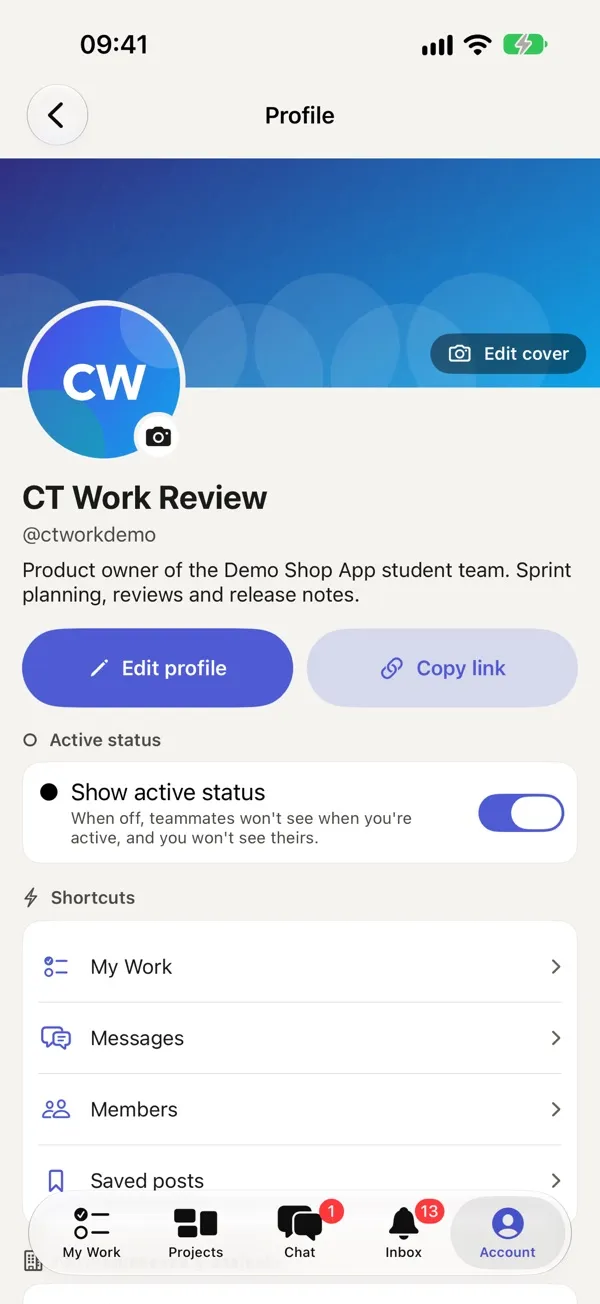 09:41
Profile
Edit cover
CW
CT Work Review
@ctworkdemo
Product owner of the Demo Shop App student team. Sprint
planning, reviews and release notes.
Edit profile
Copy link
Active status
Show active status
When off, teammates won't see when you're
active, and you won't see theirs.
Shortcuts
My Work
Messages
Members
Saved posts
1
13
My Work
Projects
Chat
Inbox
Account